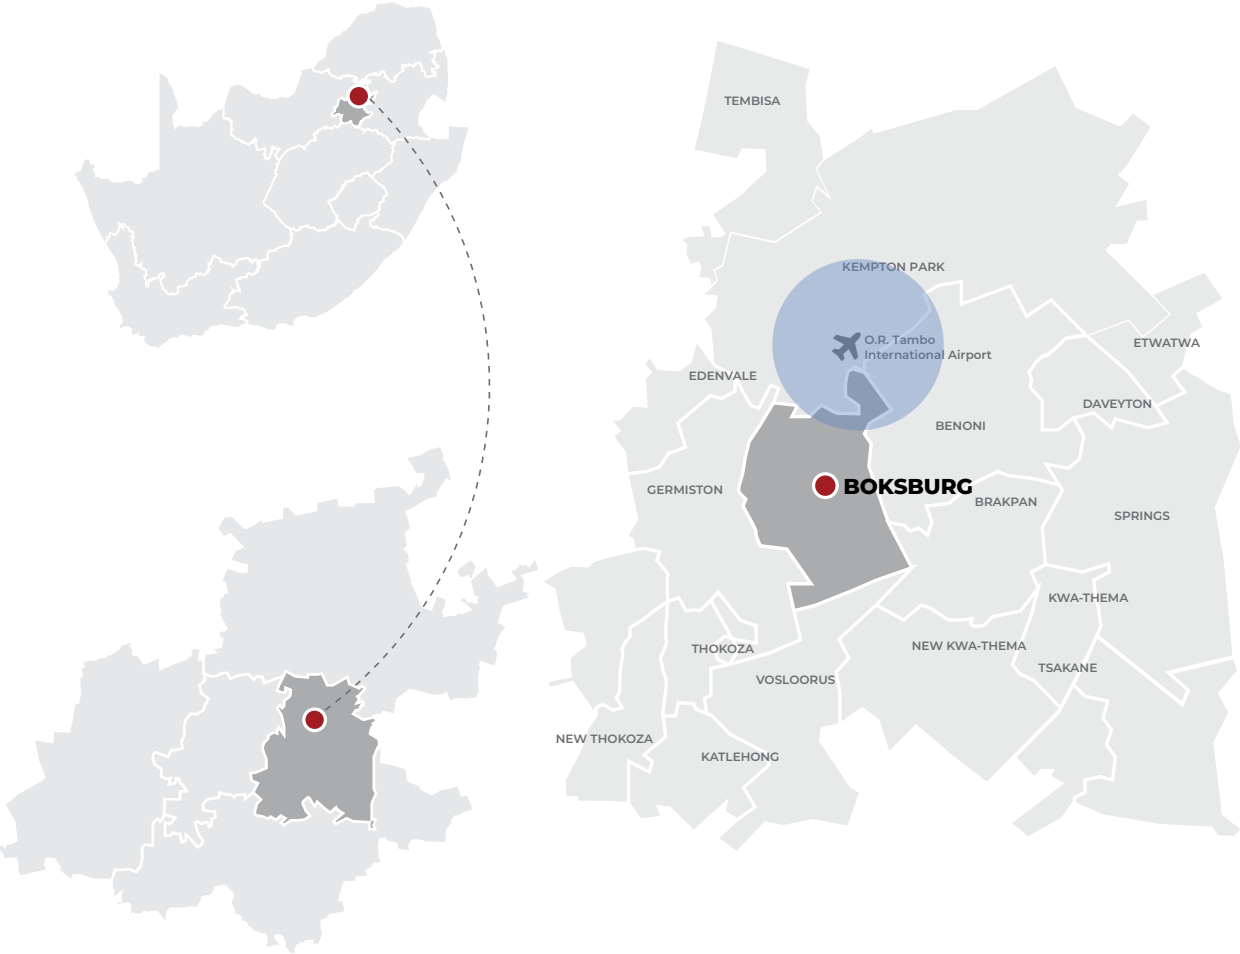 TEMBISA
KEMPTON PARK
O.R. Tambo
International Airport
ETWATWA
EDENVALE
DAVEYTON
BENONI
GERMISTON
BOKSBURG
BRAKPAN
SPRINGS
KWA-THEMA
THOKOZA
NEW KWA-THEMA
TSAKANE
VOSLOORUS
NEW THOKOZA
KATLEHONG